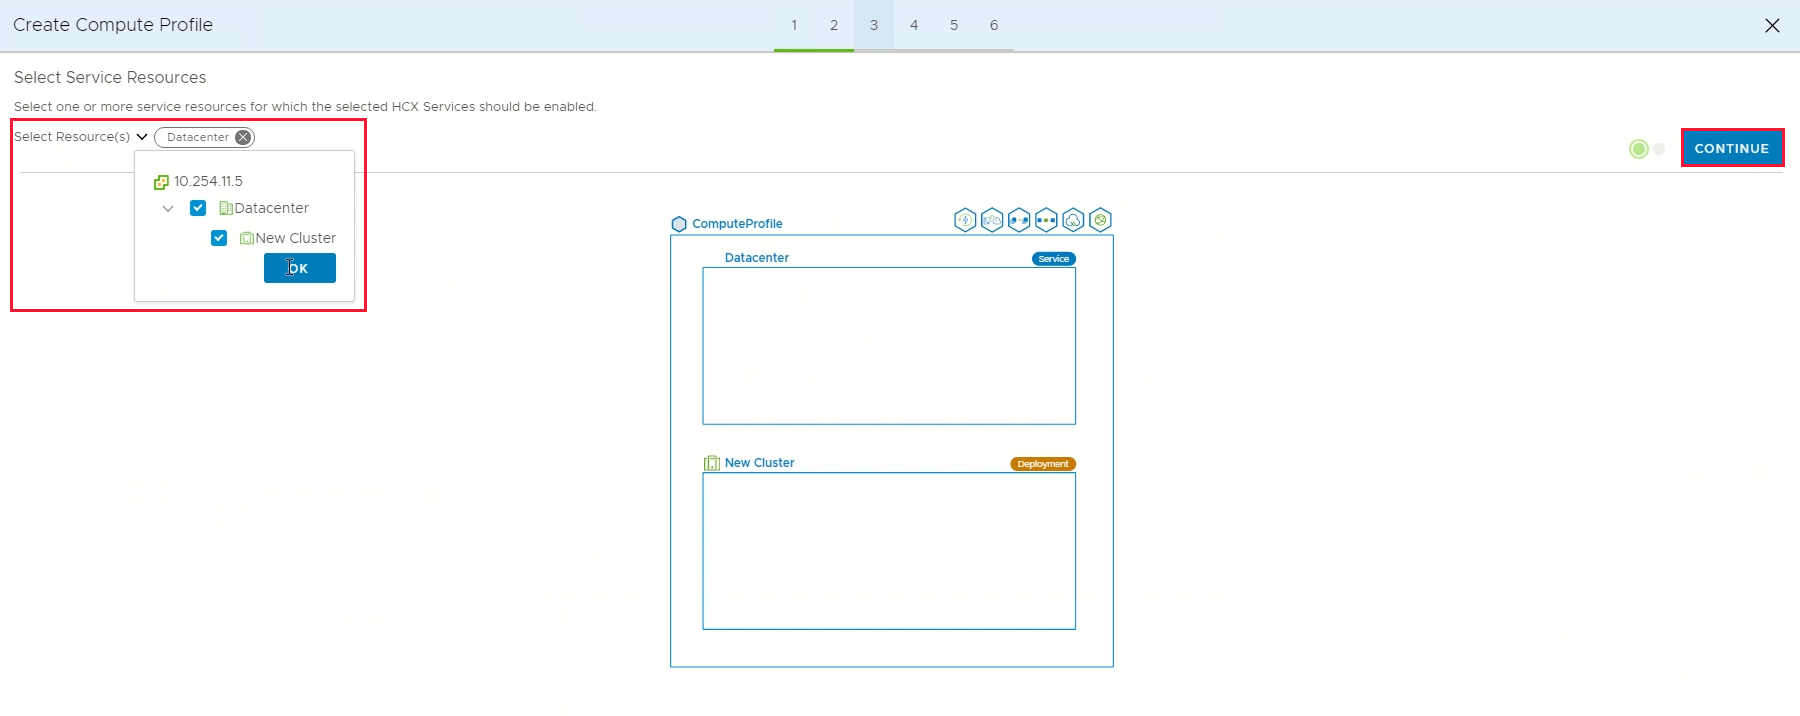 Create Compute Profile
1 2 3 4 5 6
Select Service Resources
Select one or more service resources for which the selected HCX Services should be enabled.
Select Resource(s) Datacenter
CONTINUE
10.254.11.5
Datacenter
New Cluster
OK
ComputeProfile
Datacenter Service
New Cluster Deployment